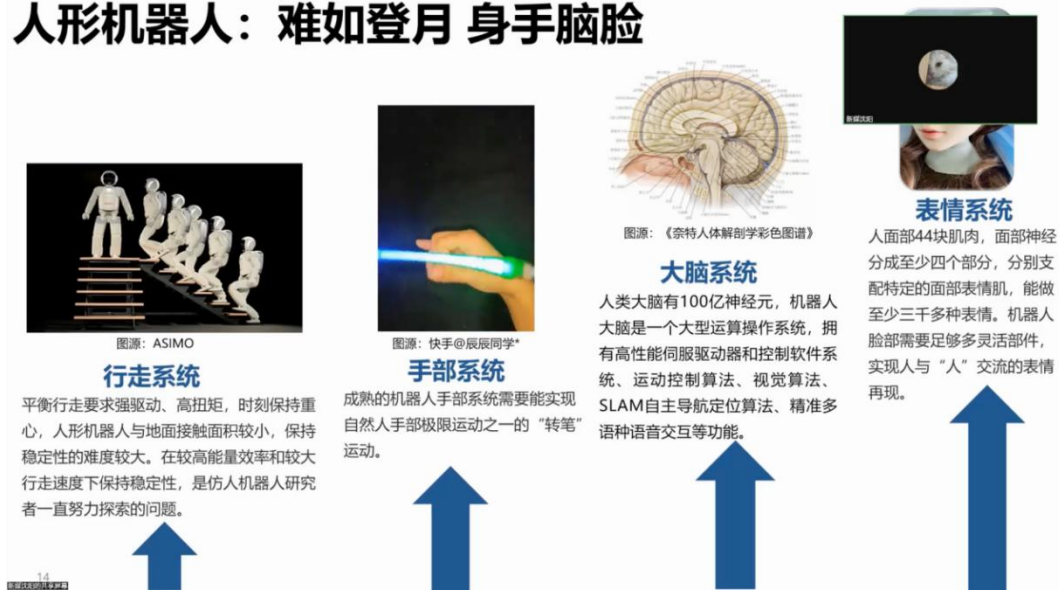 人形机器人：难如登月 身手脑脸
图源：ASIMO
行走系统
平衡行走要求强驱动、高扭矩，时刻保持重
心，人形机器人与地面接触面积较小，保持
稳定性的难度较大。在较高能量效率和较大
行走速度下保持稳定性，是仿人机器人研究
者一直努力探索的问题。
图源：快手@辰辰同学*
手部系统
成熟的机器人手部系统需要能实现
自然人手部极限运动之一的“转笔”
运动。
图源：《奈特人体解剖学彩色图谱》
大脑系统
人类大脑有100亿神经元，机器人
大脑是一个大型运算操作系统，拥
有高性能伺服驱动器和控制软件系
统、运动控制算法、视觉算法、
SLAM自主导航定位算法、精准多
语种语音交互等功能。
新媒沈阳
表情系统
人面部44块肌肉，面部神经
分成至少四个部分，分别支
配特定的面部表情肌，能做
至少三千多种表情。机器人
脸部需要足够多灵活部件，
实现人与“人”交流的表情
再现。
14
新媒沈阳的共享屏幕